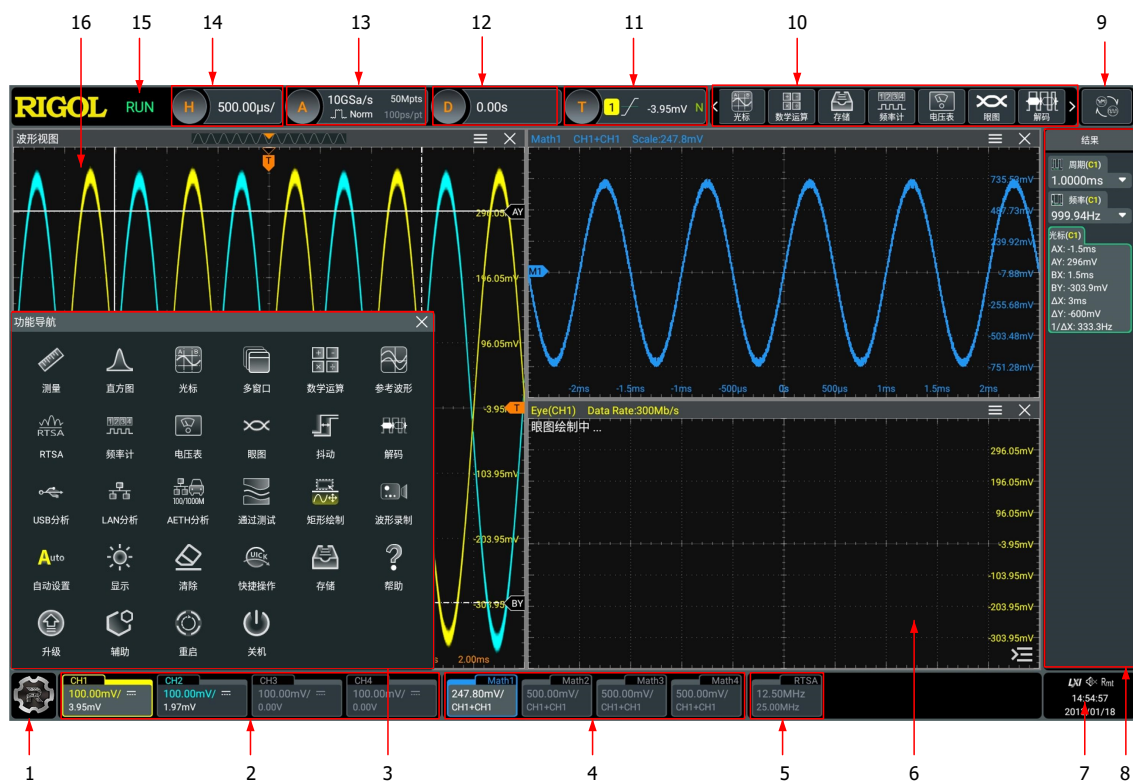 16 15 14 13 12 11 10 9
RIGOL RUN H 500.00µs/ A 10GSa/s 50Mpts D 0.00s T 1 -3.95mV N
Norm 100ps/pt
光标 数学运算 存储 频率计 电压表 眼图 解码
波形视图
T
Math1 CH1+CH1 Scale:247.8mV
结果
周期(C1)
1.0000ms
频率(C1)
999.94Hz
光标(C1)
AX: -1.5ms
AY: 296mV
BX: 1.5ms
BY: -303.9mV
ΔX: 3ms
ΔY: -600mV
1/ΔX: 333.3Hz
AY
196.05mV
96.05mV
T
-103.95mV
-203.95mV
BY
2.00ms
735.53mV
487.73mV
239.92mV
M1 -7.88mV
-255.68mV
-503.48mV
-751.28mV
-2ms -1.5ms -1ms -500µs 0s 500µs 1ms 1.5ms 2ms
Eye(CH1) Data Rate:300Mb/s
眼图绘制中 ...
296.05mV
196.05mV
96.05mV
-3.95mV
-103.95mV
-203.95mV
-303.95mV
功能导航
测量 直方图 光标 多窗口 数学运算 参考波形
RTSA
RTSA 频率计 电压表 眼图 抖动 解码
100/1000M
USB分析 LAN分析 AETH分析 通过测试 矩形绘制 波形录制
Auto
自动设置 显示 清除 快捷操作 存储 帮助
升级 辅助 重启 关机
CH1 CH2 CH3 CH4 Math1 Math2 Math3 Math4 RTSA
100.00mV/ 100.00mV/ 100.00mV/ 100.00mV/ 247.80mV/ 500.00mV/ 500.00mV/ 500.00mV/ 12.50MHz
3.95mV 1.97mV 0.00V 0.00V CH1+CH1 CH1+CH1 CH1+CH1 CH1+CH1 25.00MHz
LXI Rmt
14:54:57
2013/01/18
1 2 3 4 5 6 7 8